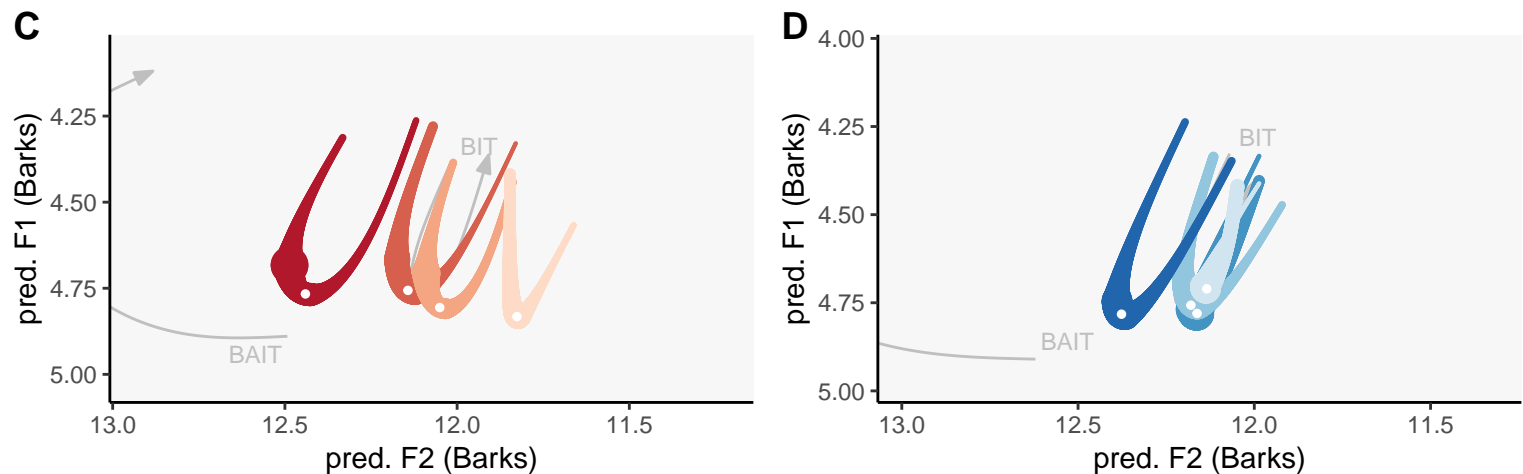 C
pred. F1 (Barks)
4.25
4.50
4.75
5.00
BIT
BAIT
13.0
12.5
12.0
11.5
pred. F2 (Barks)
D
pred. F1 (Barks)
4.00
4.25
4.50
4.75
5.00
BIT
BAIT
13.0
12.5
12.0
11.5
pred. F2 (Barks)